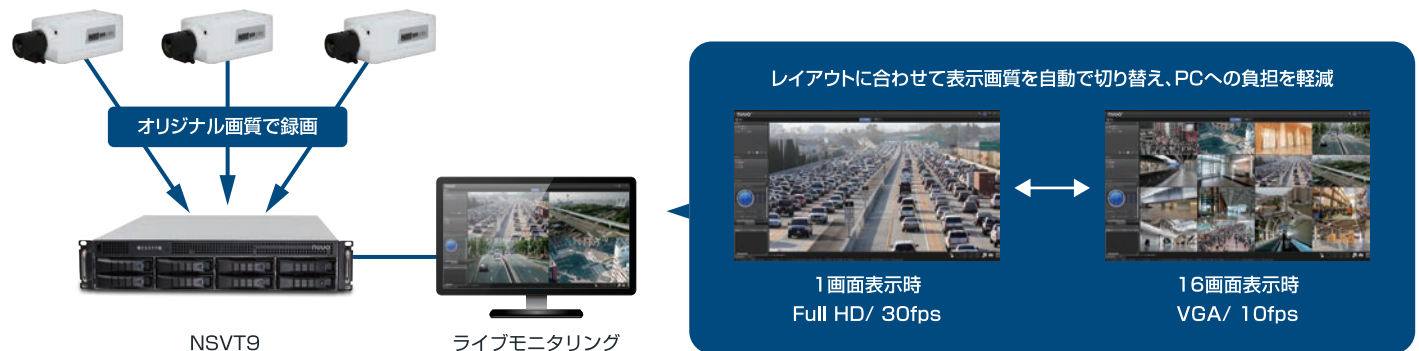 オリジナル画質で録画
NSVT9
ライブモニタリング
レイアウトに合わせて表示画質を自動で切り替え、PCへの負担を軽減
1画面表示時
Full HD/ 30fps
16画面表示時
VGA/ 10fps